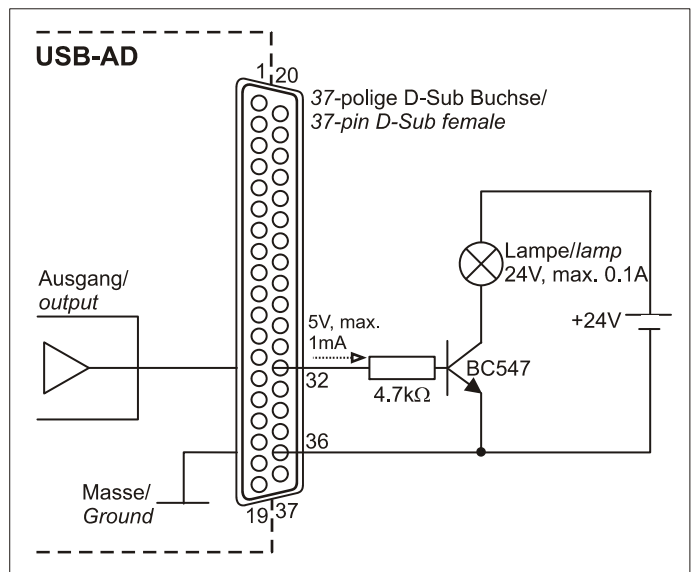 USB-AD
1 20
37-polige D-Sub Buchse/
37-pin D-Sub female
Lampe/lamp
24V, max. 0.1A
Ausgang/
output
5V, max.
1mA
+24V
32
4.7kΩ
BC547
36
Masse/
Ground
19 37